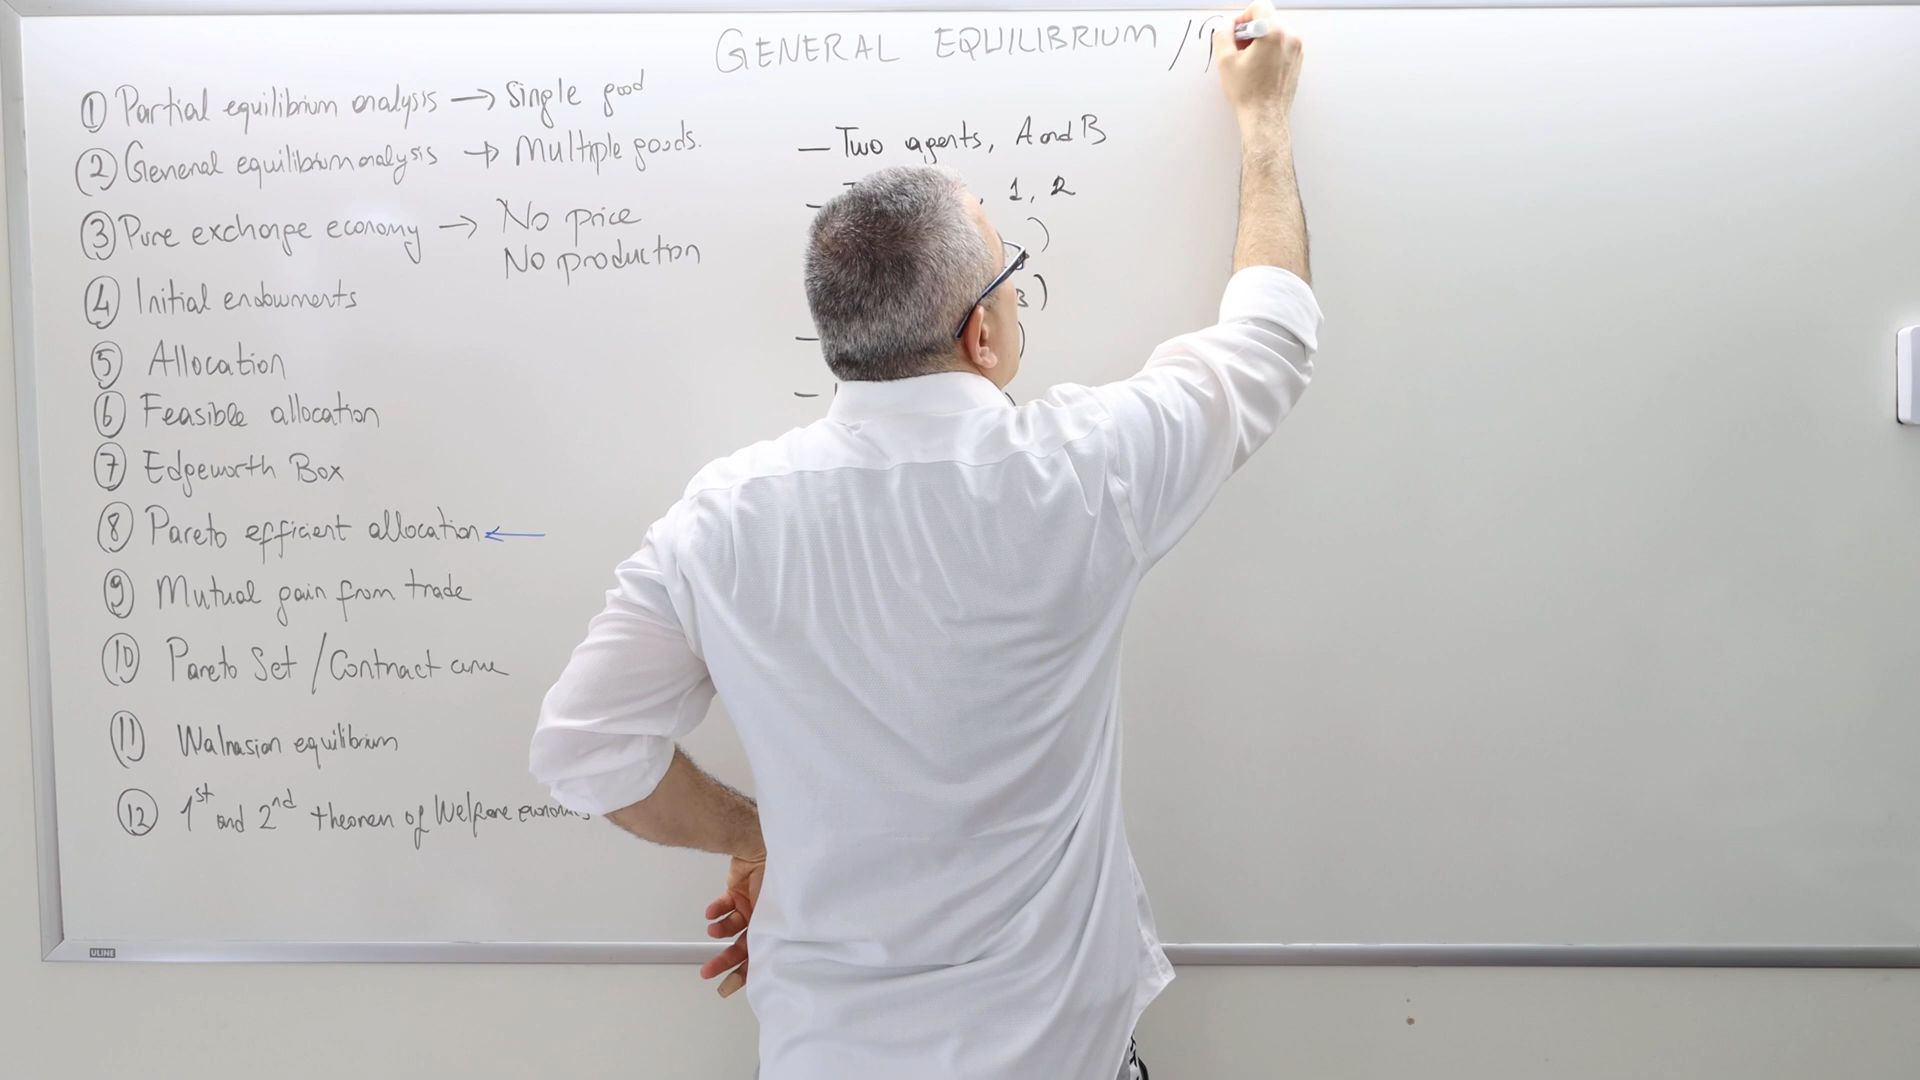 GENERAL EQUILIBRIUM /
① Partial equilibrium analysis → Single good
② General equilibrium analysis → Multiple goods.
③ Pure exchange economy → No price
No production
④ Initial endowments
⑤ Allocation
⑥ Feasible allocation
⑦ Edgeworth Box
⑧ Pareto efficient allocation ←
⑨ Mutual gain from trade
⑩ Pareto Set / Contract curve
⑪ Walrasian equilibrium
⑫ 1st and 2nd theorem of Welfare economics
— Two agents, A and B
, 1, 2
)
B )
)
ULINE